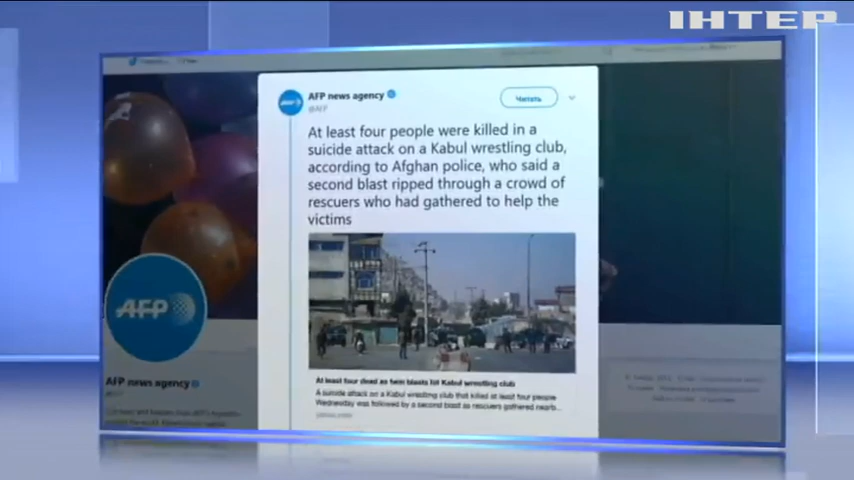 ІНТЕР
AFP news agency
@AFP
Читать
At least four people were killed in a
suicide attack on a Kabul wrestling club,
according to Afghan police, who said a
second blast ripped through a crowd of
rescuers who had gathered to help the
victims
AFP
At least four dead as twin blasts hit Kabul wrestling club
A suicide attack on a Kabul wrestling club that killed at least four people
Wednesday was followed by a second blast as rescuers gathered nearb...
AFP news agency